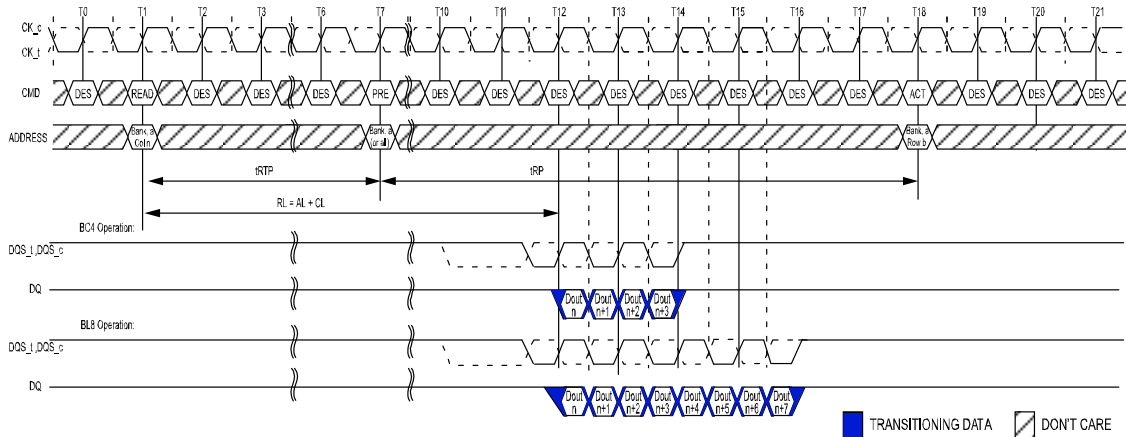 T0 T1 T2 T3 T6 T7 T10 T11 T12 T13 T14 T15 T16 T17 T18 T19 T20 T21
CK_c
CK_t
CMD DES READ DES DES DES PRE DES DES DES DES DES DES DES DES ACT DES DES DES
ADDRESS Bank, a Col n Bank, a (or all) Bank, a Row b
tRTP tRP
RL = AL + CL
BC4 Operation:
DQS_t ,DQS_c
DQ Dout n Dout n+1 Dout n+2 Dout n+3
BL8 Operation:
DQS_t ,DQS_c
DQ Dout n Dout n+1 Dout n+2 Dout n+3 Dout n+4 Dout n+5 Dout n+6 Dout n+7
TRANSITIONING DATA DON'T CARE